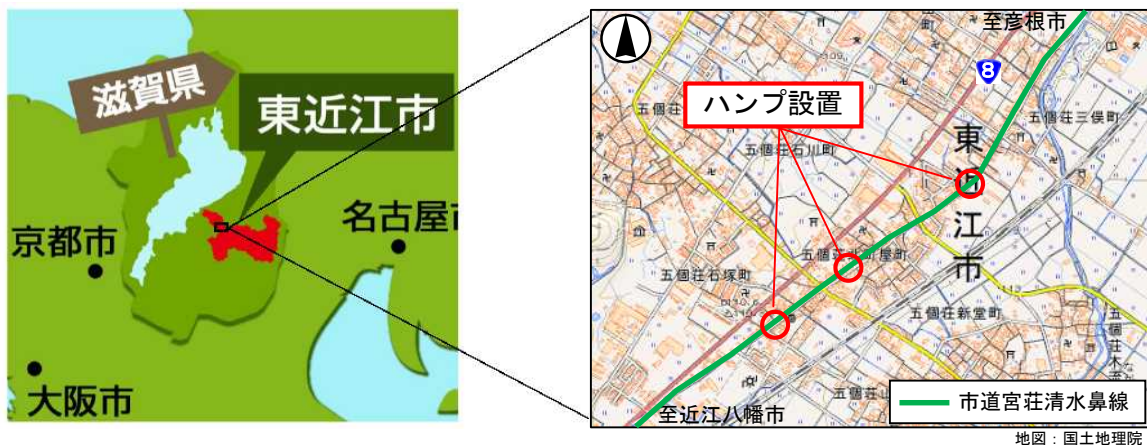 滋賀県
東近江市
京都市
名古屋市
大阪市
至彦根市
8
ハンプ設置
五個荘三俣町
五個荘石川町
東近江市
五個荘石塚町
五個荘新堂町
至近江八幡市
市道宮荘清水鼻線
地図:国土地理院